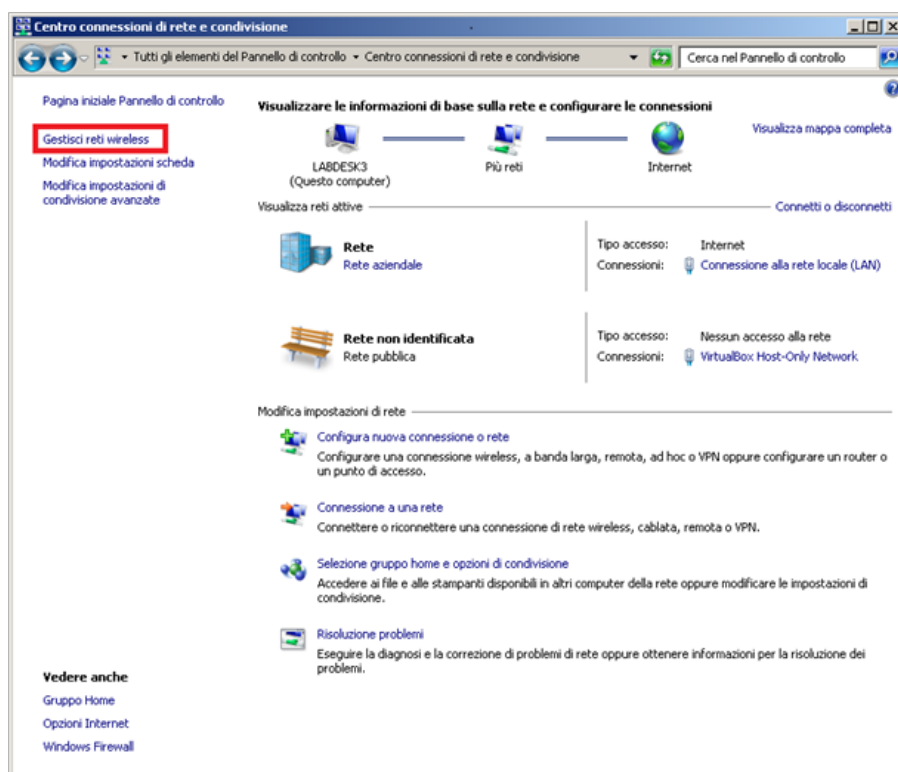 Centro connessioni di rete e condivisione
Tutti gli elementi del Pannello di controllo Centro connessioni di rete e condivisione
Cerca nel Pannello di controllo
Pagina iniziale Pannello di controllo
Gestisci reti wireless
Modifica impostazioni scheda
Modifica impostazioni di
condivisione avanzate
Visualizzare le informazioni di base sulla rete e configurare le connessioni
Visualizza mappa completa
LABDESK3
(Questo computer)
Più reti
Internet
Visualizza reti attive
Connetti o disconnetti
Rete
Rete aziendale
Tipo accesso: Internet
Connessioni: Connessione alla rete locale (LAN)
Rete non identificata
Rete pubblica
Tipo accesso: Nessun accesso alla rete
Connessioni: VirtualBox Host-Only Network
Modifica impostazioni di rete
Configura nuova connessione o rete
Configurare una connessione wireless, a banda larga, remota, ad hoc o VPN oppure configurare un router o
un punto di accesso.
Connessione a una rete
Connettere o riconnettere una connessione di rete wireless, cablata, remota o VPN.
Selezione gruppo home e opzioni di condivisione
Accedere ai file e alle stampanti disponibili in altri computer della rete oppure modificare le impostazioni di
condivisione.
Risoluzione problemi
Eseguire la diagnosi e la correzione di problemi di rete oppure ottenere informazioni per la risoluzione dei
problemi.
Vedere anche
Gruppo Home
Opzioni Internet
Windows Firewall